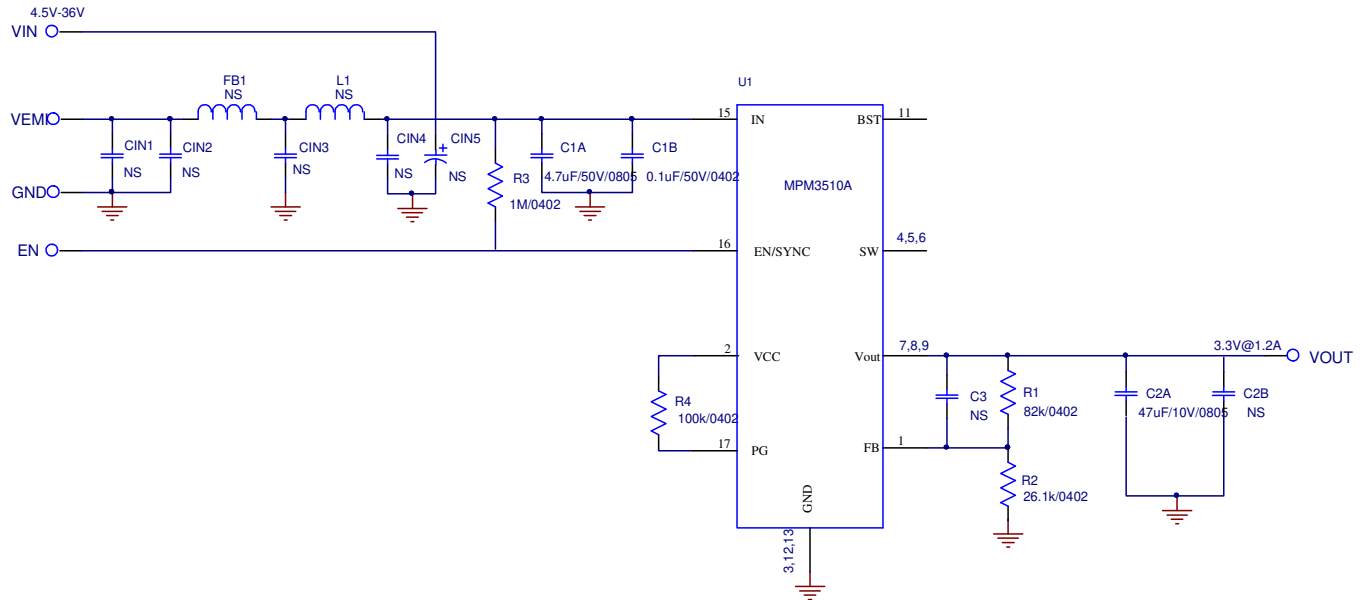 4.5V-36V
VIN
U1
FB1
NS
L1
NS
VEMI
15
IN
BST
11
CIN1
NS
CIN2
NS
CIN3
NS
CIN4
NS
CIN5
+
NS
R3
1M/0402
C1A
4.7uF/50V/0805
C1B
0.1uF/50V/0402
MPM3510A
GND
EN
16
EN/SYNC
SW
4,5,6
2
VCC
Vout
7,8,9
3.3V@1.2A
VOUT
R4
100k/0402
C3
NS
R1
82k/0402
C2A
47uF/10V/0805
C2B
NS
17
PG
FB
1
R2
26.1k/0402
GND
3,12,13